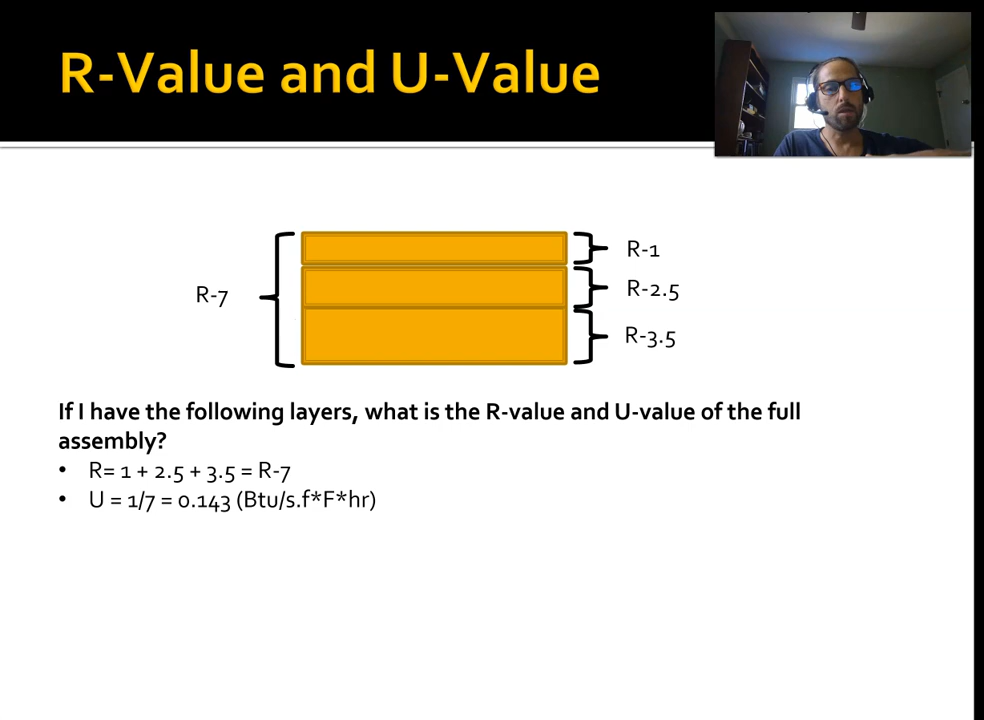 R-Value and U-Value
R-1
R-7
R-2.5
R-3.5
If I have the following layers, what is the R-value and U-value of the full
assembly?
• R= 1 + 2.5 + 3.5 = R-7
• U = 1/7 = 0.143 (Btu/s.f*F*hr)